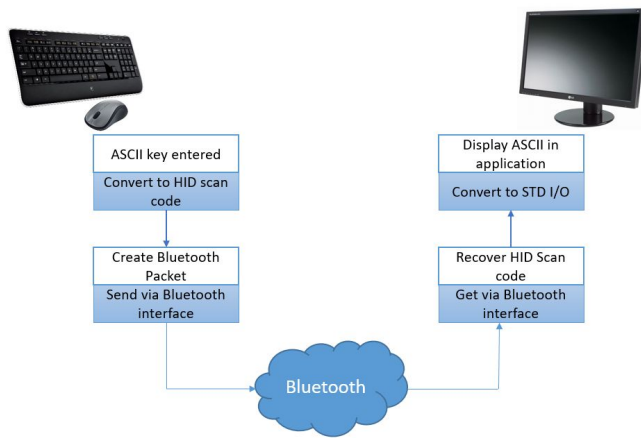 ASCII key entered
Convert to HID scan
code
Create Bluetooth
Packet
Send via Bluetooth
interface
Bluetooth
Display ASCII in
application
Convert to STD I/O
Recover HID Scan
code
Get via Bluetooth
interface